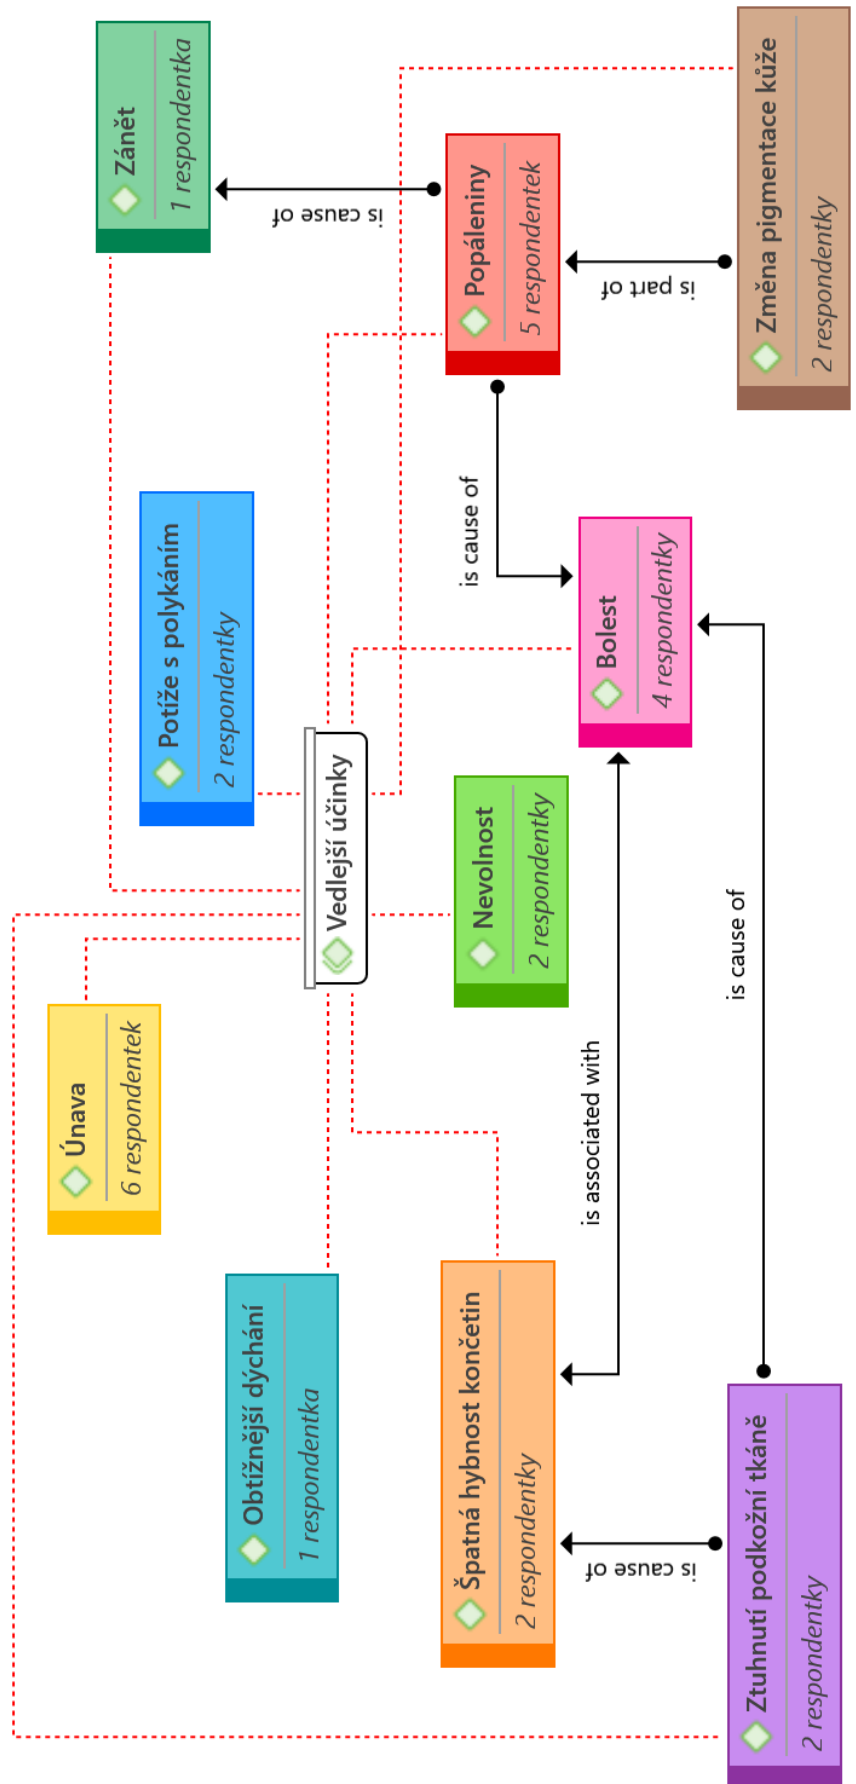 Únava
6 respondentek
Zánět
1 respondentka
Potíže s polykáním
2 respondentky
Obtížnější dýchání
1 respondentka
is cause of
Vedlejší účinky
Špatná hybnost končetin
2 respondentky
Nevolnost
2 respondentky
is cause of
Popáleniny
5 respondentek
is associated with
Bolest
4 respondentky
is cause of
is part of
is cause of
Ztuhnutí podkožní tkáně
2 respondentky
Změna pigmentace kůže
2 respondentky